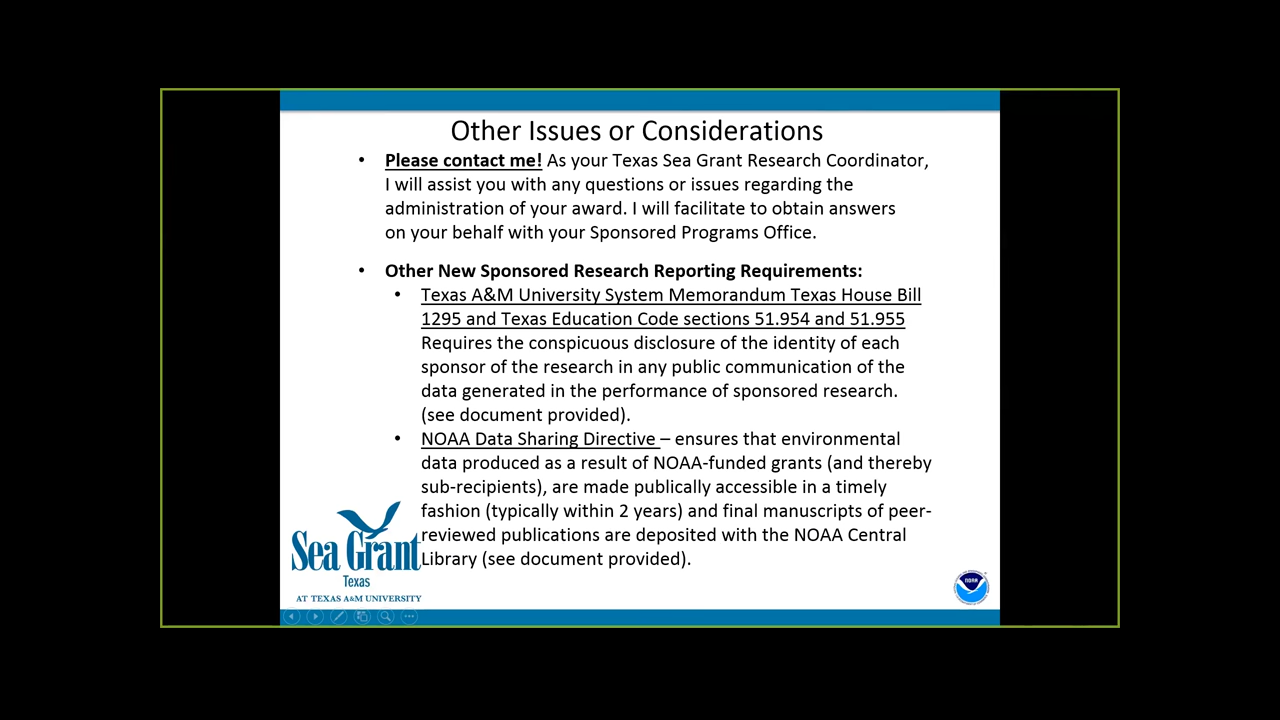 Other Issues or Considerations
• Please contact me! As your Texas Sea Grant Research Coordinator,
I will assist you with any questions or issues regarding the
administration of your award. I will facilitate to obtain answers
on your behalf with your Sponsored Programs Office.
• Other New Sponsored Research Reporting Requirements:
• Texas A&M University System Memorandum Texas House Bill
1295 and Texas Education Code sections 51.954 and 51.955
Requires the conspicuous disclosure of the identity of each
sponsor of the research in any public communication of the
data generated in the performance of sponsored research.
(see document provided).
• NOAA Data Sharing Directive – ensures that environmental
data produced as a result of NOAA-funded grants (and thereby
sub-recipients), are made publically accessible in a timely
fashion (typically within 2 years) and final manuscripts of peer-
reviewed publications are deposited with the NOAA Central
Library (see document provided).
Sea Grant
Texas
AT TEXAS A&M UNIVERSITY
NOAA